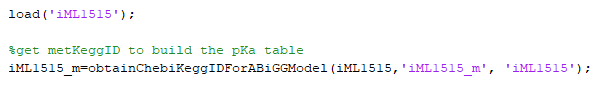 load('iML1515');
%get metKeggID to build the pKa table
iML1515_m=obtainChebiKeggIDForABiGGModel(iML1515,'iML1515_m', 'iML1515');